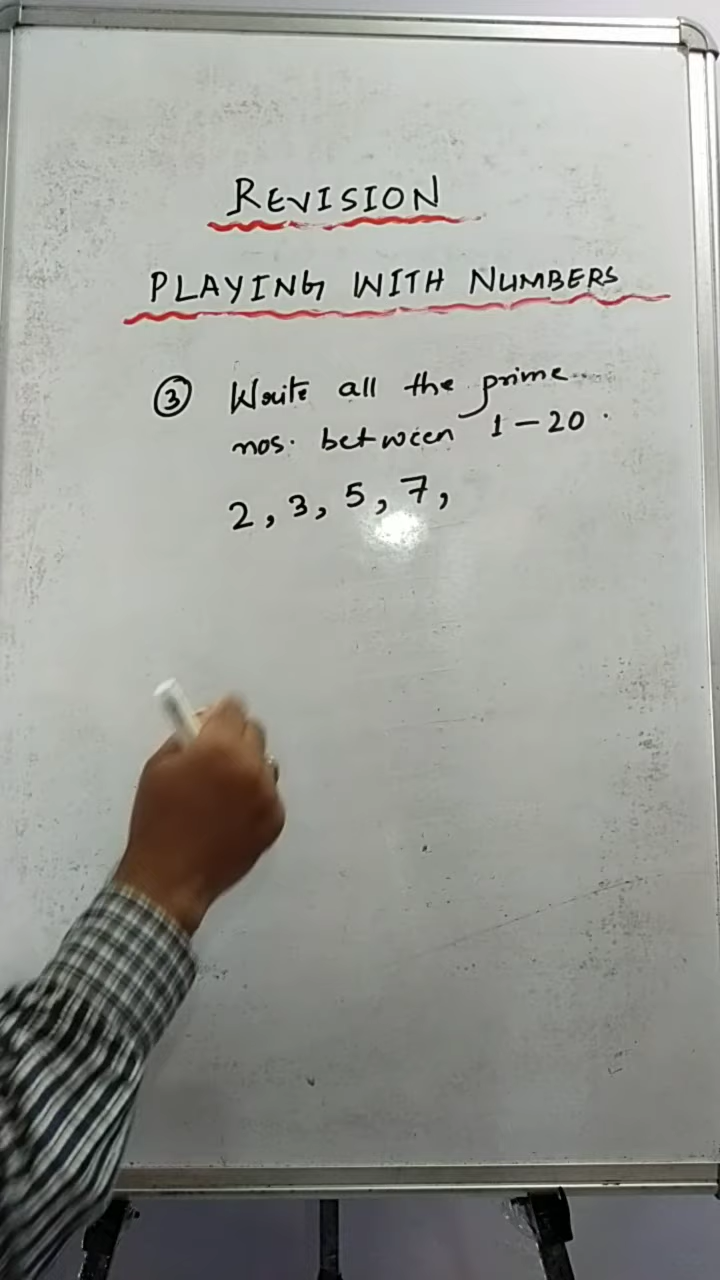 REVISION
PLAYING WITH NUMBERS
③ Write all the prime
nos. between 1 - 20.
2, 3, 5, 7,